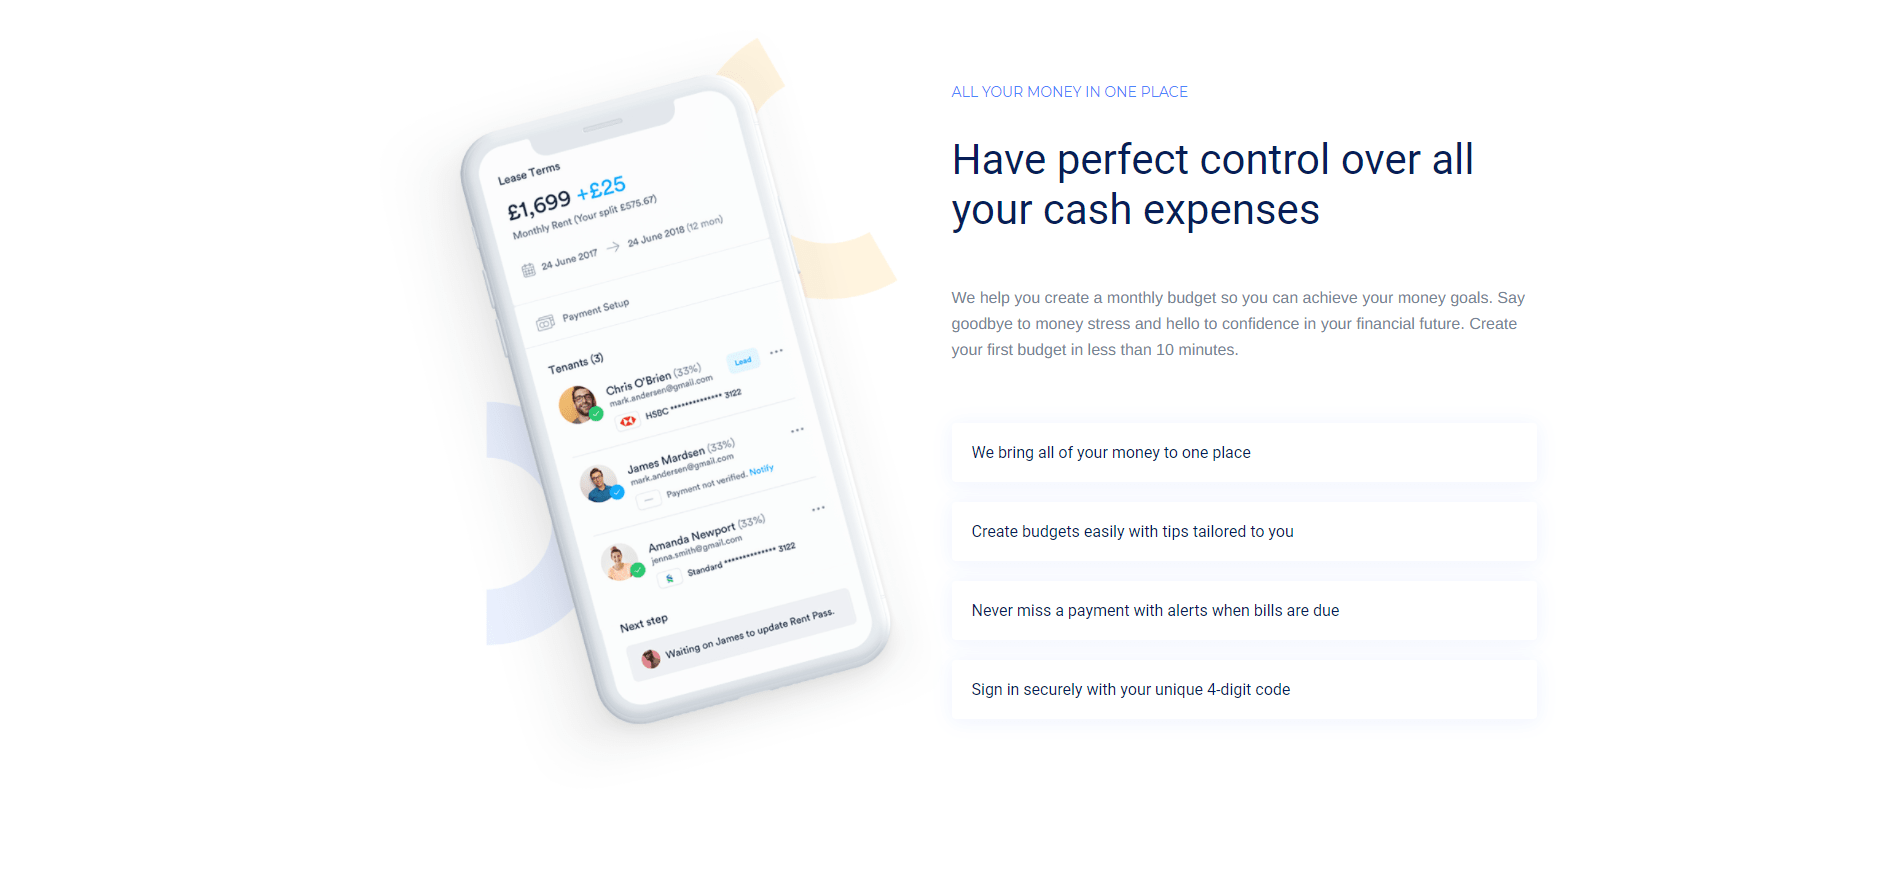 ALL YOUR MONEY IN ONE PLACE
Have perfect control over all
your cash expenses
We help you create a monthly budget so you can achieve your money goals. Say
goodbye to money stress and hello to confidence in your financial future. Create
your first budget in less than 10 minutes.
We bring all of your money to one place
Create budgets easily with tips tailored to you
Never miss a payment with alerts when bills are due
Sign in securely with your unique 4-digit code
Lease Terms
£1,699 +£25
Monthly Rent (Your split £575.67)
24 June 2017 → 24 June 2018 (12 mon)
Payment Setup
Tenants (3)
Chris O'Brien (33%) Lead
mark.andersen@gmail.com
HSBC •••••••••••••• 3122
James Mardsen (33%)
mark.andersen@gmail.com
Payment not verified. Notify
Amanda Newport (33%)
jenna.smith@gmail.com
Standard •••••••••••••• 3122
Next step
Waiting on James to update Rent Pass.